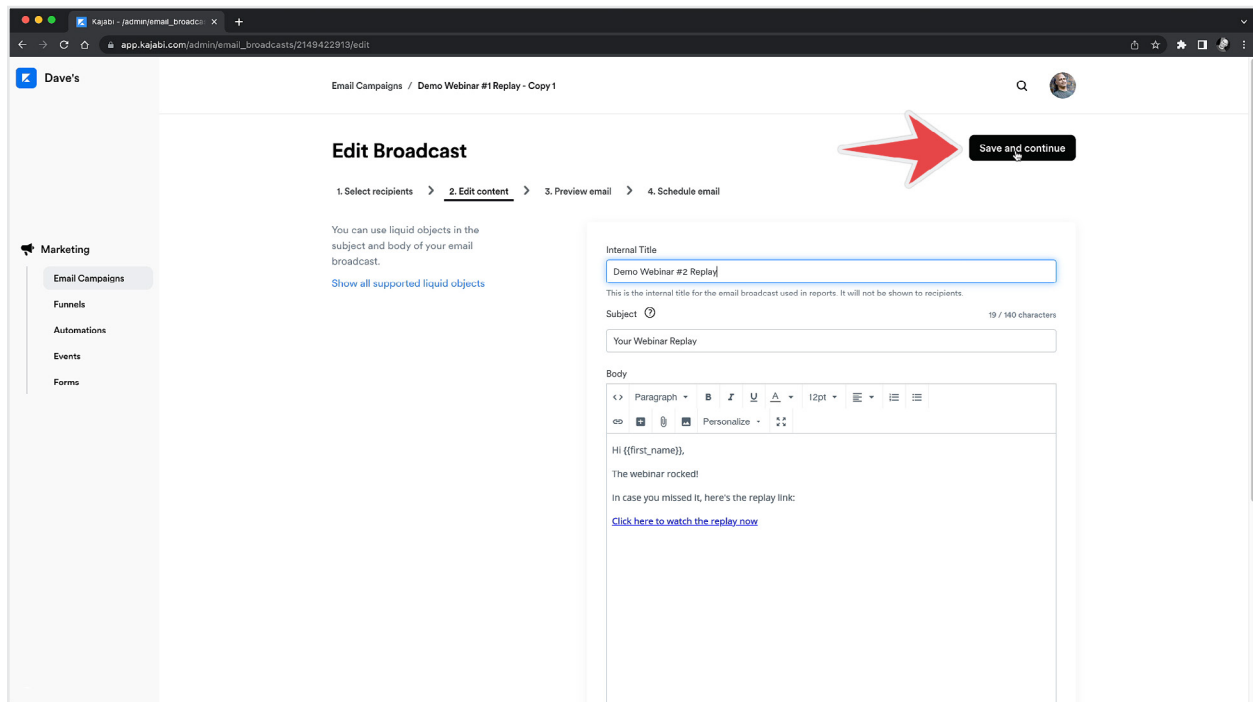 Kajabi - /admin/email_broadca
app.kajabi.com/admin/email_broadcasts/2149422913/edit
Dave's
Email Campaigns / Demo Webinar #1 Replay - Copy 1
Edit Broadcast
Save and continue
1. Select recipients > 2. Edit content > 3. Preview email > 4. Schedule email
You can use liquid objects in the
subject and body of your email
broadcast.
Show all supported liquid objects
Marketing
Email Campaigns
Funnels
Automations
Events
Forms
Internal Title
Demo Webinar #2 Replay
This is the internal title for the email broadcast used in reports. It will not be shown to recipients.
Subject
19 / 140 characters
Your Webinar Replay
Body
Paragraph B I U A 12pt
Personalize
Hi {{first_name}},
The webinar rocked!
In case you missed it, here's the replay link:
Click here to watch the replay now